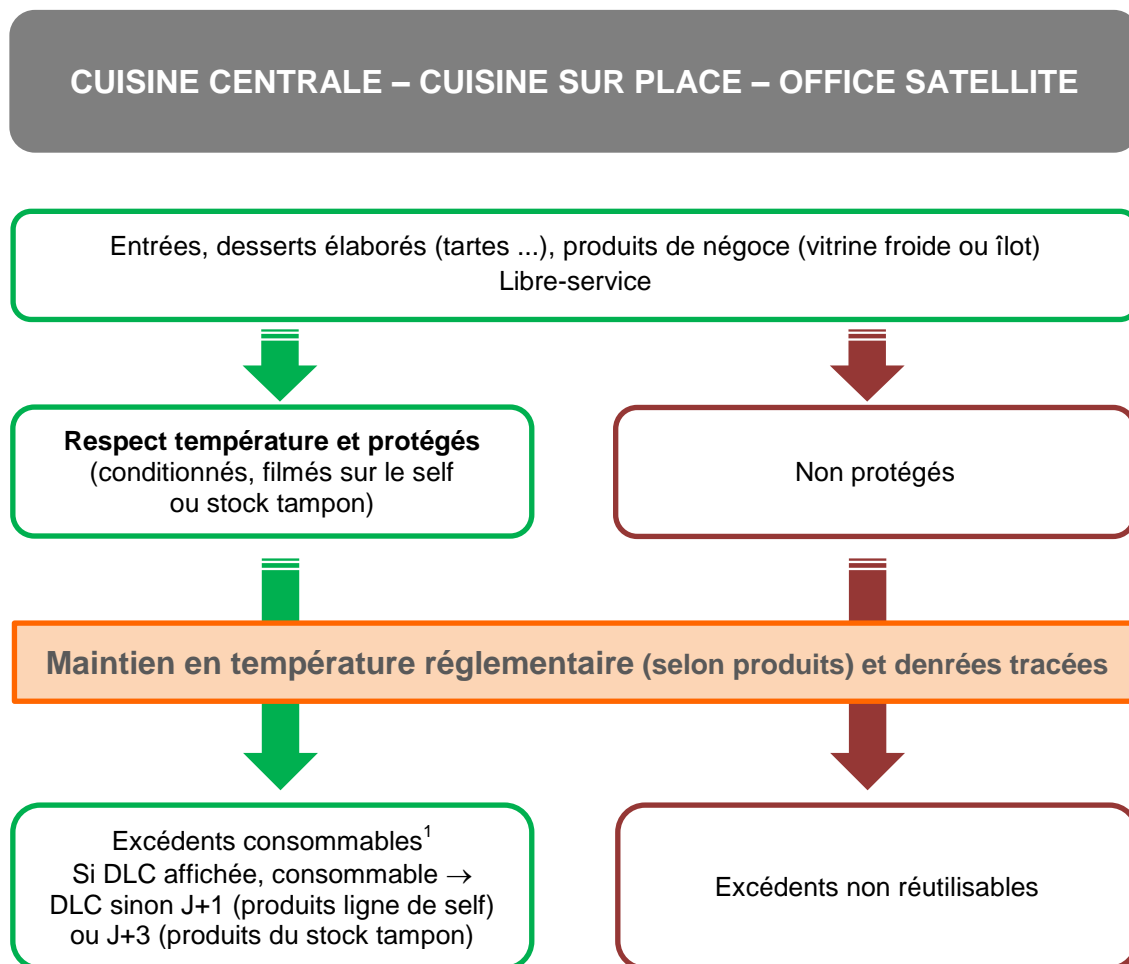 CUISINE CENTRALE – CUISINE SUR PLACE – OFFICE SATELLITE
Entrées, desserts élaborés (tartes ...), produits de négoce (vitrine froide ou îlot)
Libre-service
Respect température et protégés
(conditionnés, filmés sur le self
ou stock tampon)
Non protégés
Maintien en température réglementaire (selon produits) et denrées tracées
Excédents consommables¹
Si DLC affichée, consommable →
DLC sinon J+1 (produits ligne de self)
ou J+3 (produits du stock tampon)
Excédents non réutilisables